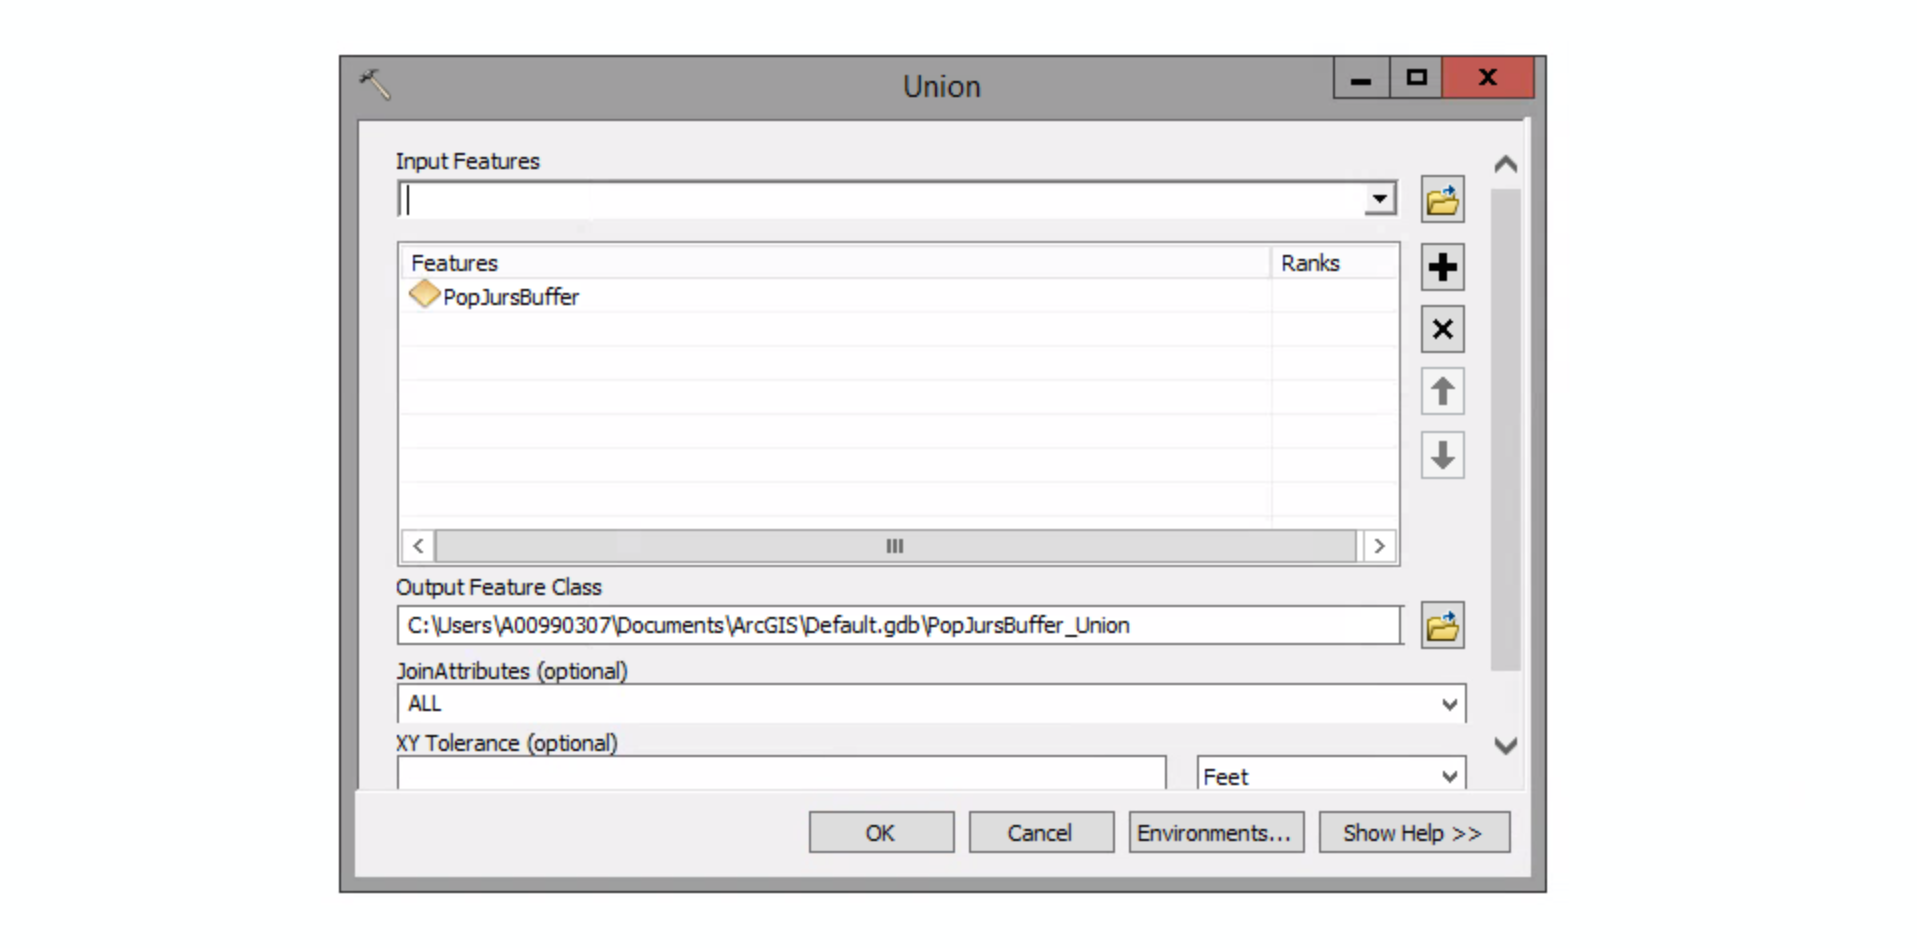 Union
Input Features
Features Ranks
PopJursBuffer
Output Feature Class
C:\Users\A00990307\Documents\ArcGIS\Default.gdb\PopJursBuffer_Union
JoinAttributes (optional)
ALL
XY Tolerance (optional)
Feet
OK Cancel Environments... Show Help >>